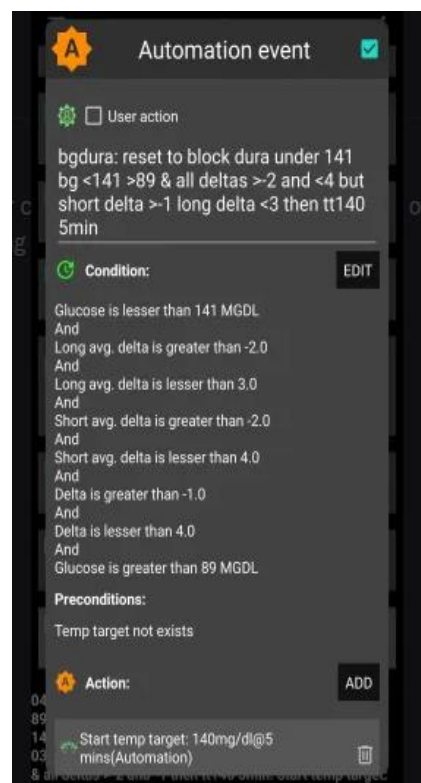 A
Automation event
User action
bgdura: reset to block dura under 141
bg <141 >89 & all deltas >-2 and <4 but
short delta >-1 long delta <3 then tt140
5min
Condition:
EDIT
Glucose is lesser than 141 MGDL
And
Long avg. delta is greater than -2.0
And
Long avg. delta is lesser than 3.0
And
Short avg. delta is greater than -2.0
And
Short avg. delta is lesser than 4.0
And
Delta is greater than -1.0
And
Delta is lesser than 4.0
And
Glucose is greater than 89 MGDL
Preconditions:
Temp target not exists
A
Action:
ADD
Start temp target: 140mg/dl@5
mins(Automation)